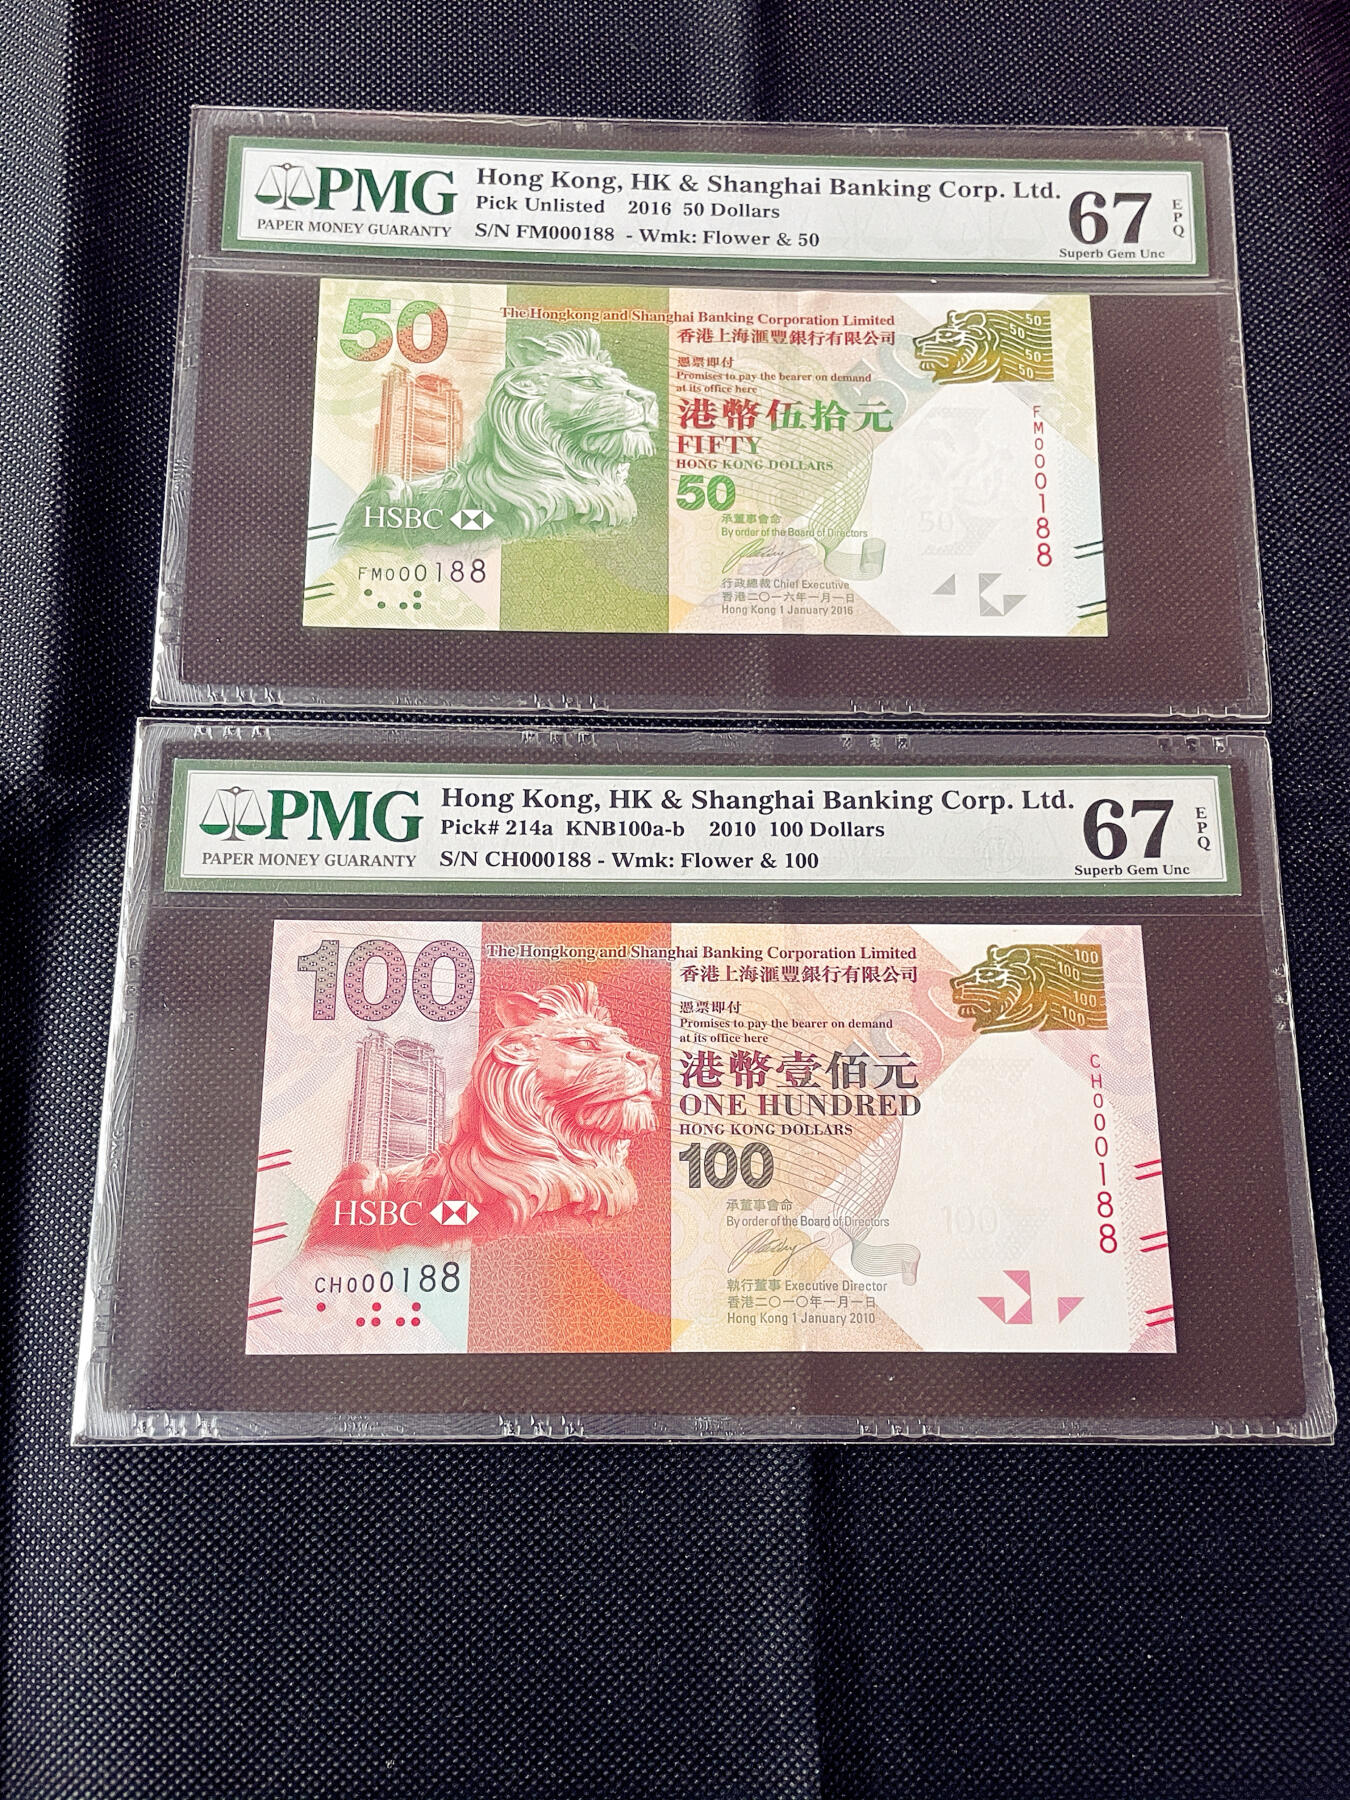 PMG
PAPER MONEY GUARANTY
Hong Kong, HK & Shanghai Banking Corp. Ltd.
Pick Unlisted 2016 50 Dollars
S/N FM000188 - Wmk: Flower & 50
67
EPQ
Superb Gem Unc
50
The Hongkong and Shanghai Banking Corporation Limited
香港上海滙豐銀行有限公司
憑票即付
Promises to pay the bearer on demand
at its office here
港幣伍拾元
FIFTY
HONG KONG DOLLARS
50
承董事會命
By order of the Board of Directors
行政總裁 Chief Executive
香港二〇一六年一月一日
Hong Kong 1 January 2016
HSBC
FM000188
50
50
50
50
FM000188
50
PMG
PAPER MONEY GUARANTY
Hong Kong, HK & Shanghai Banking Corp. Ltd.
Pick# 214a KNB100a-b 2010 100 Dollars
S/N CH000188 - Wmk: Flower & 100
67
EPQ
Superb Gem Unc
100
The Hongkong and Shanghai Banking Corporation Limited
香港上海滙豐銀行有限公司
憑票即付
Promises to pay the bearer on demand
at its office here
港幣壹佰元
ONE HUNDRED
HONG KONG DOLLARS
100
承董事會命
By order of the Board of Directors
執行董事 Executive Director
香港二〇一〇年一月一日
Hong Kong 1 January 2010
HSBC
CH000188
100
100
100
100
CH000188
100